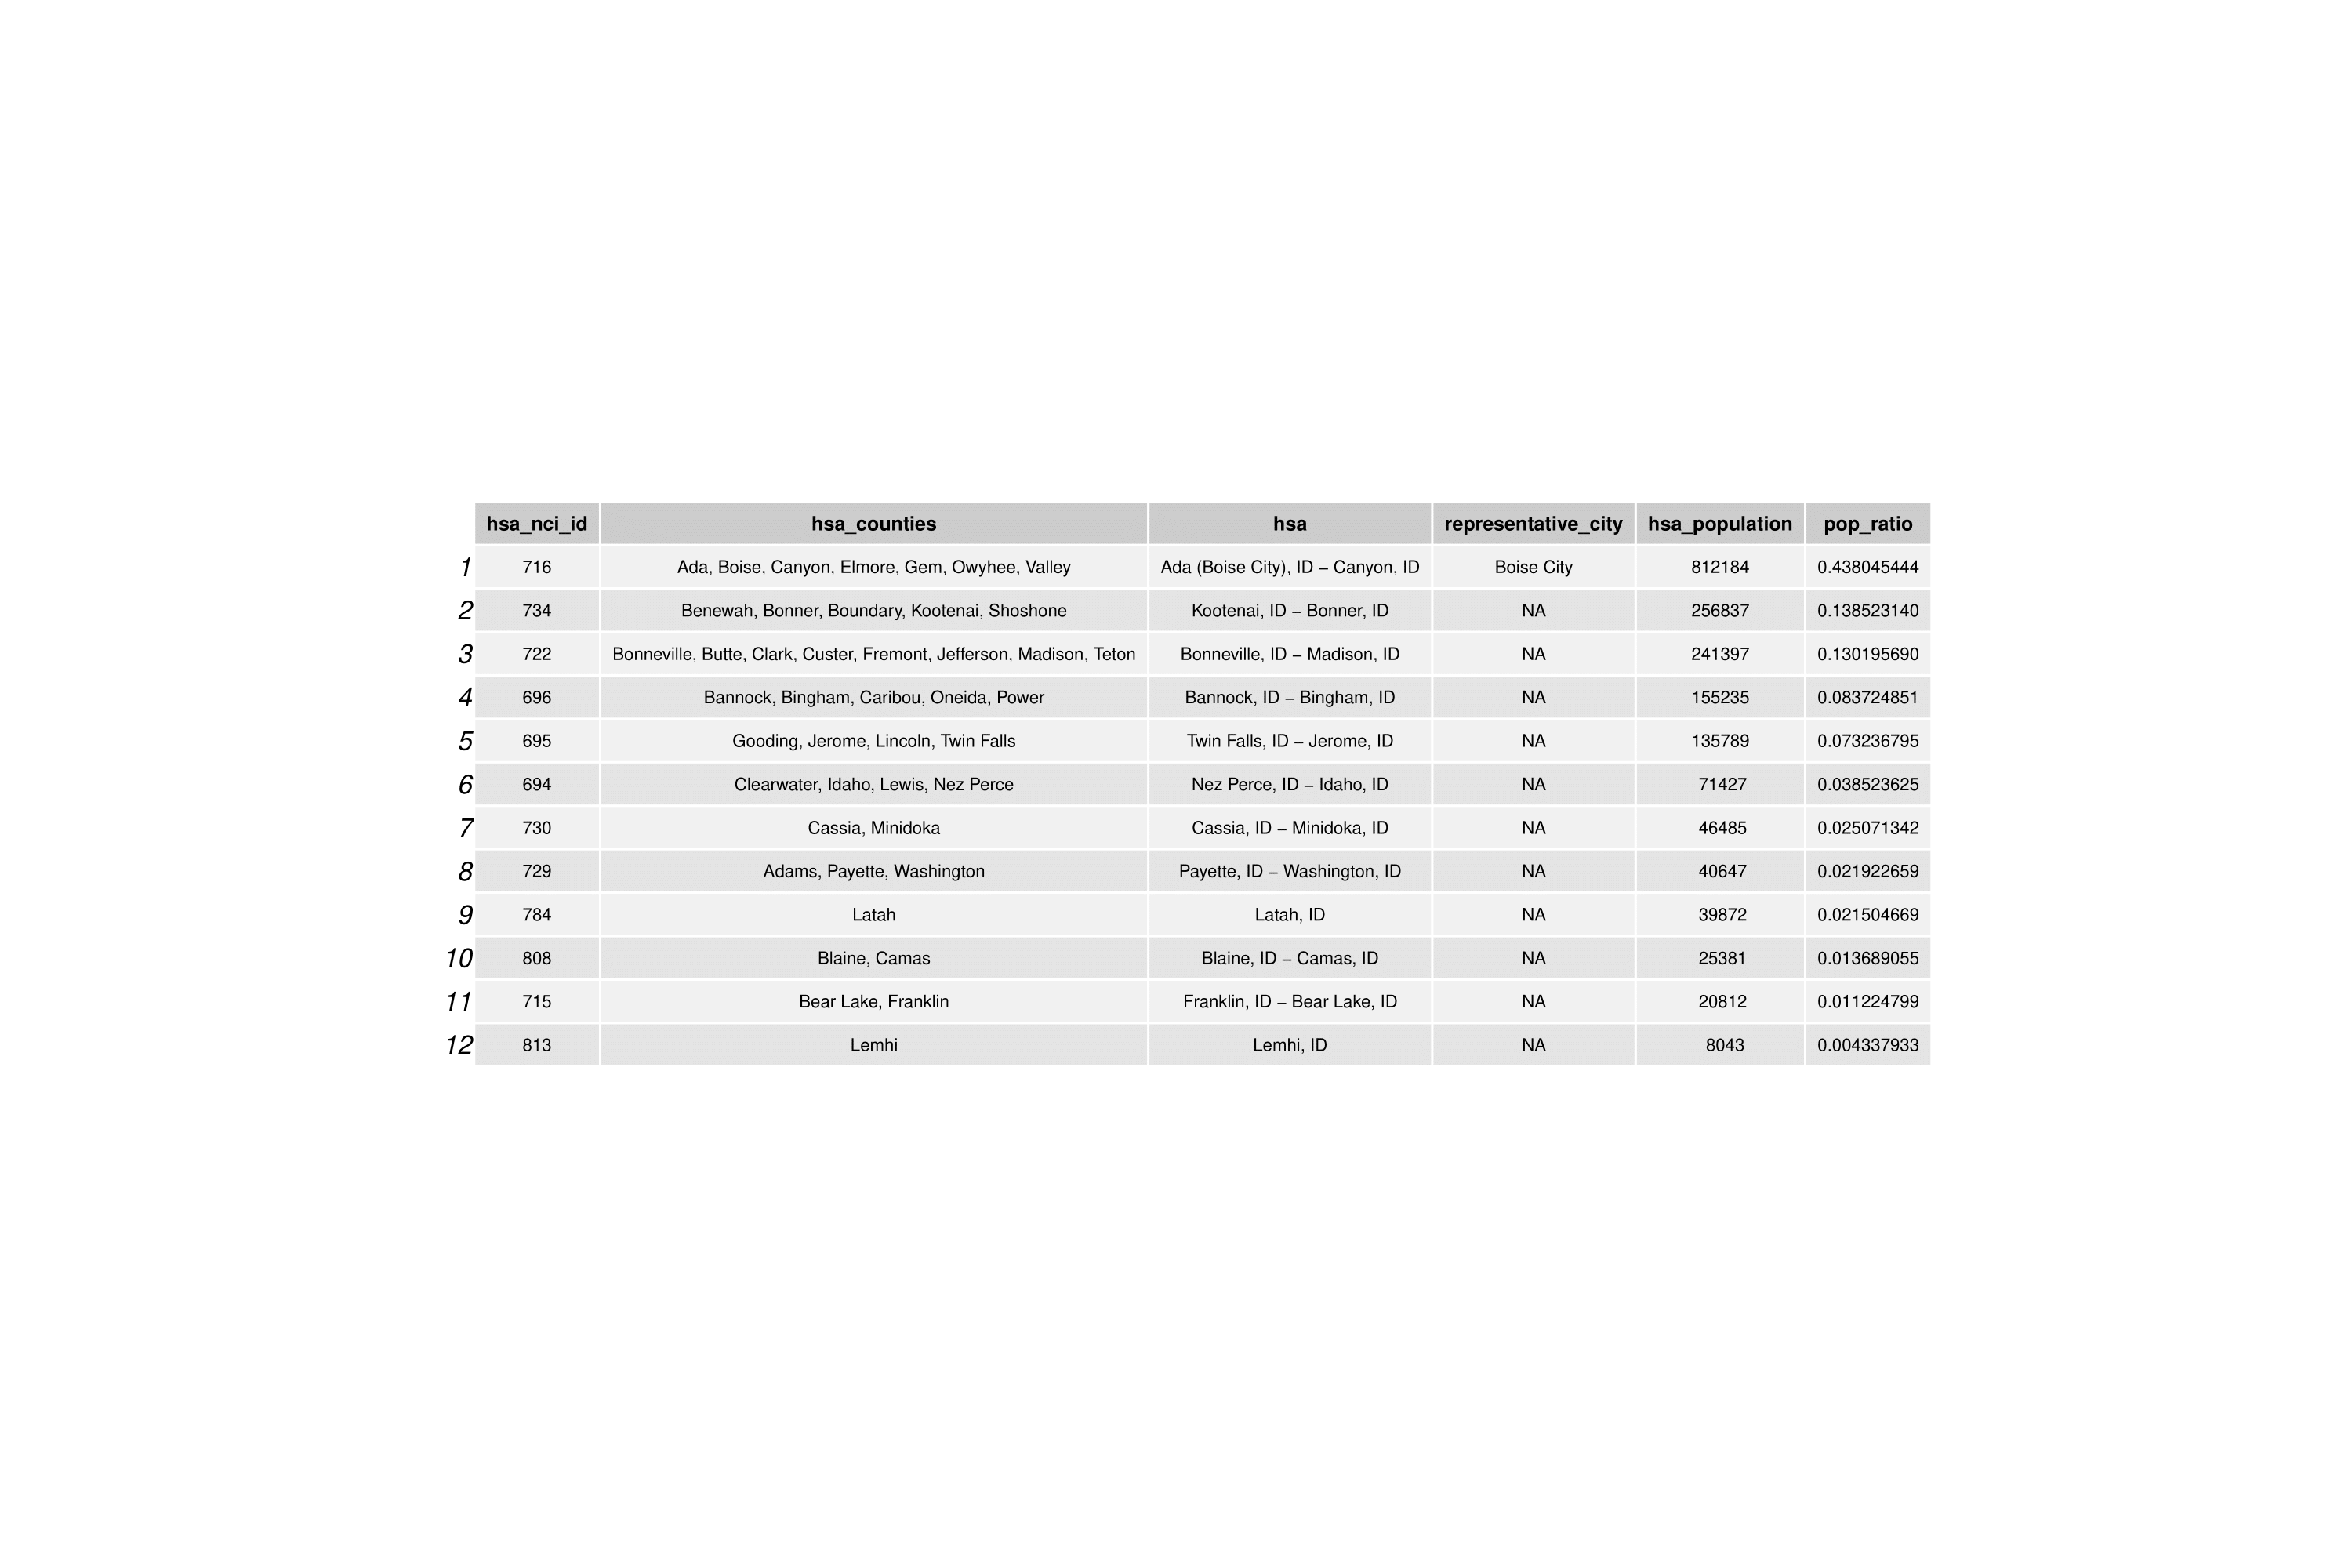 hsa_nci_id hsa_counties hsa representative_city hsa_population pop_ratio
1 716 Ada, Boise, Canyon, Elmore, Gem, Owyhee, Valley Ada (Boise City), ID − Canyon, ID Boise City 812184 0.438045444
2 734 Benewah, Bonner, Boundary, Kootenai, Shoshone Kootenai, ID − Bonner, ID NA 256837 0.138523140
3 722 Bonneville, Butte, Clark, Custer, Fremont, Jefferson, Madison, Teton Bonneville, ID − Madison, ID NA 241397 0.130195690
4 696 Bannock, Bingham, Caribou, Oneida, Power Bannock, ID − Bingham, ID NA 155235 0.083724851
5 695 Gooding, Jerome, Lincoln, Twin Falls Twin Falls, ID − Jerome, ID NA 135789 0.073236795
6 694 Clearwater, Idaho, Lewis, Nez Perce Nez Perce, ID − Idaho, ID NA 71427 0.038523625
7 730 Cassia, Minidoka Cassia, ID − Minidoka, ID NA 46485 0.025071342
8 729 Adams, Payette, Washington Payette, ID − Washington, ID NA 40647 0.021922659
9 784 Latah Latah, ID NA 39872 0.021504669
10 808 Blaine, Camas Blaine, ID − Camas, ID NA 25381 0.013689055
11 715 Bear Lake, Franklin Franklin, ID − Bear Lake, ID NA 20812 0.011224799
12 813 Lemhi Lemhi, ID NA 8043 0.004337933